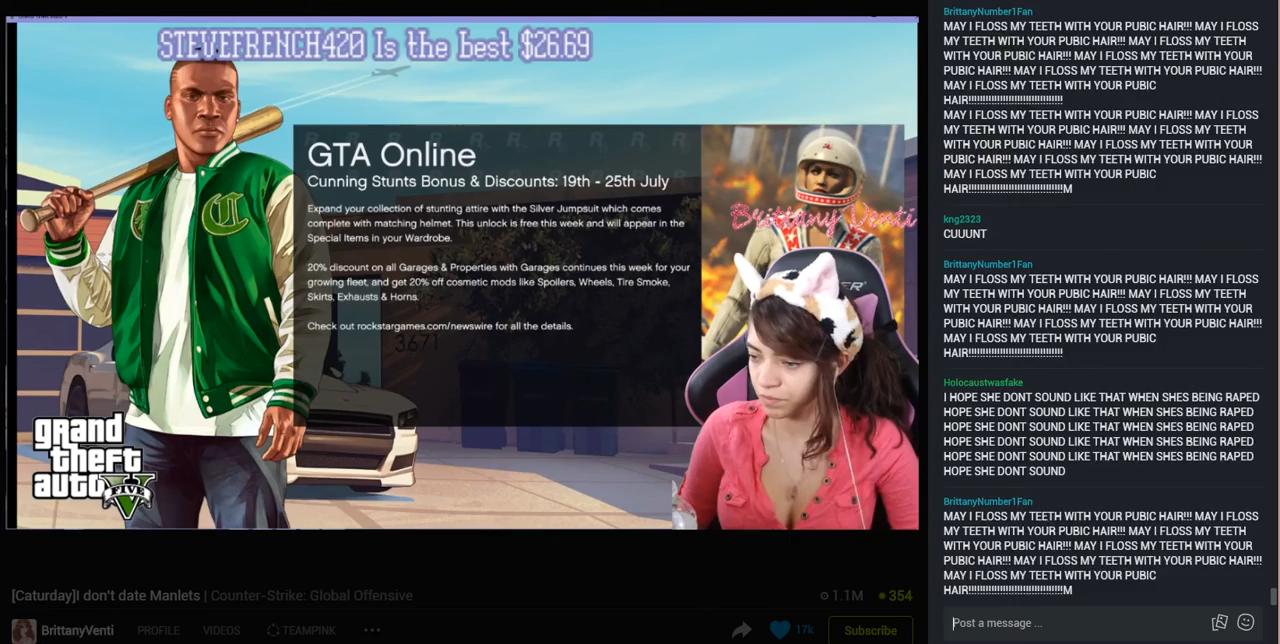 STEVEFRENCH420 Is the best $26.69
GTA Online
Cunning Stunts Bonus & Discounts: 19th - 25th July
Expand your collection of stunting attire with the Silver Jumpsuit which comes
complete with matching helmet. This unlock is free this week and will appear in the
Special Items in your Wardrobe.
20% discount on all Garages & Properties with Garages continues this week for your
growing fleet, and get 20% off cosmetic mods like Spoilers, Wheels, Tire Smoke,
Skirts, Exhausts & Horns.
Check out rockstargames.com/newswire for all the details.
3671
Brittany Venti
grand
theft
auto
FIVE
[Caturday]I don't date Manlets | Counter-Strike: Global Offensive
1.1M
354
BrittanyVenti
PROFILE
VIDEOS
TEAMPINK
17k
Subscribe
BrittanyNumber1Fan
MAY I FLOSS MY TEETH WITH YOUR PUBIC HAIR!!! MAY I FLOSS
MY TEETH WITH YOUR PUBIC HAIR!!! MAY I FLOSS MY TEETH
WITH YOUR PUBIC HAIR!!! MAY I FLOSS MY TEETH WITH YOUR
PUBIC HAIR!!! MAY I FLOSS MY TEETH WITH YOUR PUBIC HAIR!!!
MAY I FLOSS MY TEETH WITH YOUR PUBIC
HAIR!!!!!!!!!!!!!!!!!!!!!!!!!!!!!!!!!
MAY I FLOSS MY TEETH WITH YOUR PUBIC HAIR!!! MAY I FLOSS
MY TEETH WITH YOUR PUBIC HAIR!!! MAY I FLOSS MY TEETH
WITH YOUR PUBIC HAIR!!! MAY I FLOSS MY TEETH WITH YOUR
PUBIC HAIR!!! MAY I FLOSS MY TEETH WITH YOUR PUBIC HAIR!!!
MAY I FLOSS MY TEETH WITH YOUR PUBIC
HAIR!!!!!!!!!!!!!!!!!!!!!!!!!!!!!!!!!M
kng2323
CUUUNT
BrittanyNumber1Fan
MAY I FLOSS MY TEETH WITH YOUR PUBIC HAIR!!! MAY I FLOSS
MY TEETH WITH YOUR PUBIC HAIR!!! MAY I FLOSS MY TEETH
WITH YOUR PUBIC HAIR!!! MAY I FLOSS MY TEETH WITH YOUR
PUBIC HAIR!!! MAY I FLOSS MY TEETH WITH YOUR PUBIC HAIR!!!
MAY I FLOSS MY TEETH WITH YOUR PUBIC
HAIR!!!!!!!!!!!!!!!!!!!!!!!!!!!!!!!!!
Holocaustwasfake
I HOPE SHE DONT SOUND LIKE THAT WHEN SHES BEING RAPED
HOPE SHE DONT SOUND LIKE THAT WHEN SHES BEING RAPED
HOPE SHE DONT SOUND LIKE THAT WHEN SHES BEING RAPED
HOPE SHE DONT SOUND LIKE THAT WHEN SHES BEING RAPED
HOPE SHE DONT SOUND LIKE THAT WHEN SHES BEING RAPED
HOPE SHE DONT SOUND
BrittanyNumber1Fan
MAY I FLOSS MY TEETH WITH YOUR PUBIC HAIR!!! MAY I FLOSS
MY TEETH WITH YOUR PUBIC HAIR!!! MAY I FLOSS MY TEETH
WITH YOUR PUBIC HAIR!!! MAY I FLOSS MY TEETH WITH YOUR
PUBIC HAIR!!! MAY I FLOSS MY TEETH WITH YOUR PUBIC HAIR!!!
MAY I FLOSS MY TEETH WITH YOUR PUBIC
HAIR!!!!!!!!!!!!!!!!!!!!!!!!!!!!!!!!!M
Post a message ...